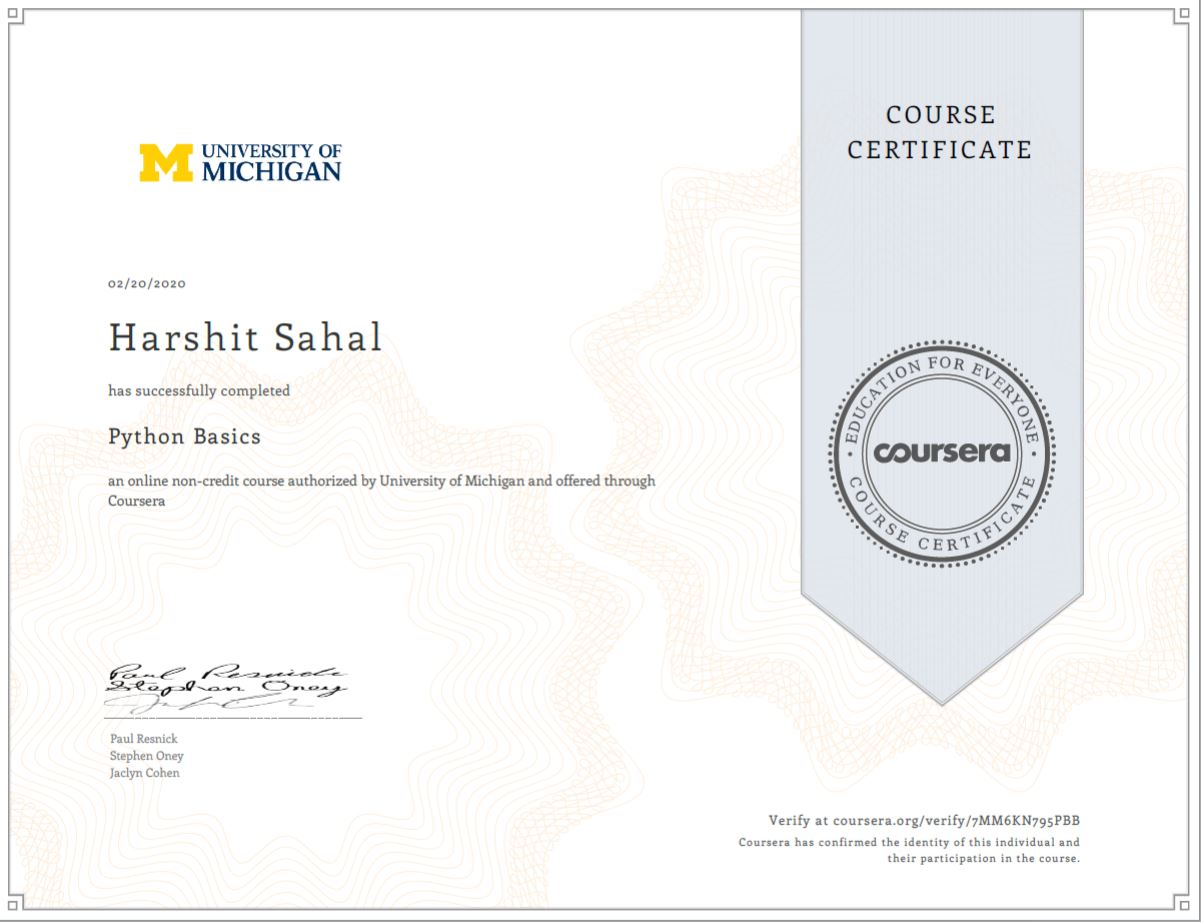 COURSE
CERTIFICATE
M UNIVERSITY OF
MICHIGAN
02/20/2020
Harshit Sahal
has successfully completed
Python Basics
an online non-credit course authorized by University of Michigan and offered through
Coursera
EDUCATION FOR EVERYONE
coursera
COURSE CERTIFICATE
Paul Resnick
Stephen Oney
Paul Resnick
Stephen Oney
Jaclyn Cohen
Verify at coursera.org/verify/7MM6KN795PBB
Coursera has confirmed the identity of this individual and
their participation in the course.